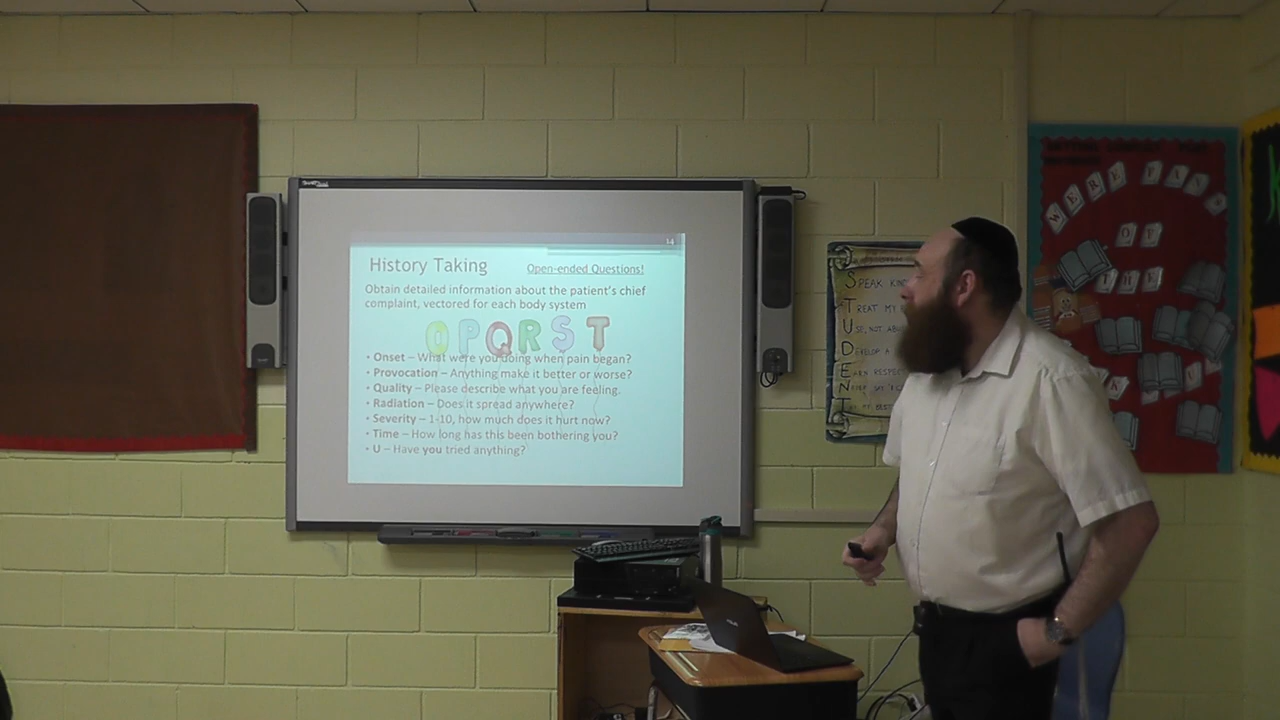 14
History Taking
Open-ended Questions!
Obtain detailed information about the patient's chief
complaint, vectored for each body system
OPQRST
• Onset – What were you doing when pain began?
• Provocation – Anything make it better or worse?
• Quality – Please describe what you are feeling.
• Radiation – Does it spread anywhere?
• Severity – 1-10, how much does it hurt now?
• Time – How long has this been bothering you?
• U – Have you tried anything?
SPEAK
TREAT MY
USE, NOT
DEVELOP A
EARN
WERE
OF